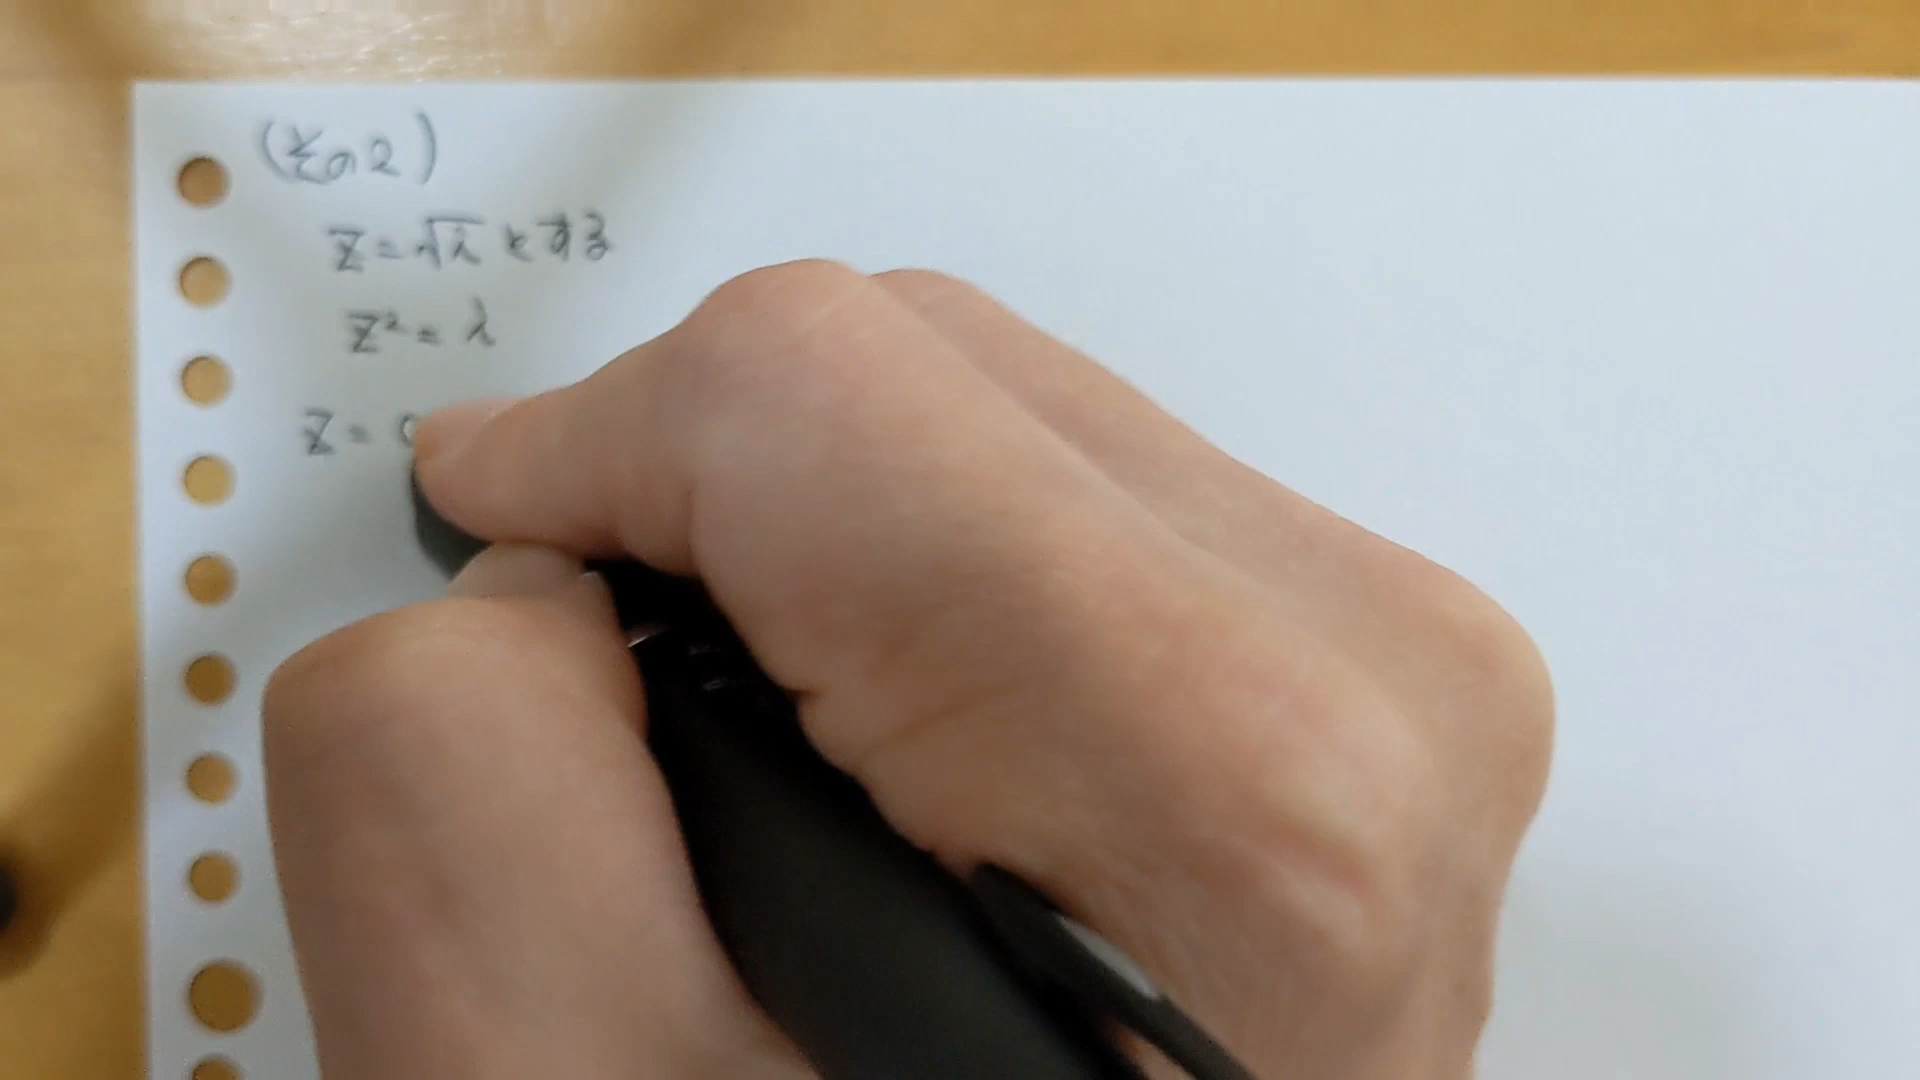 (その2)
z=√i とする
z²= i
z=